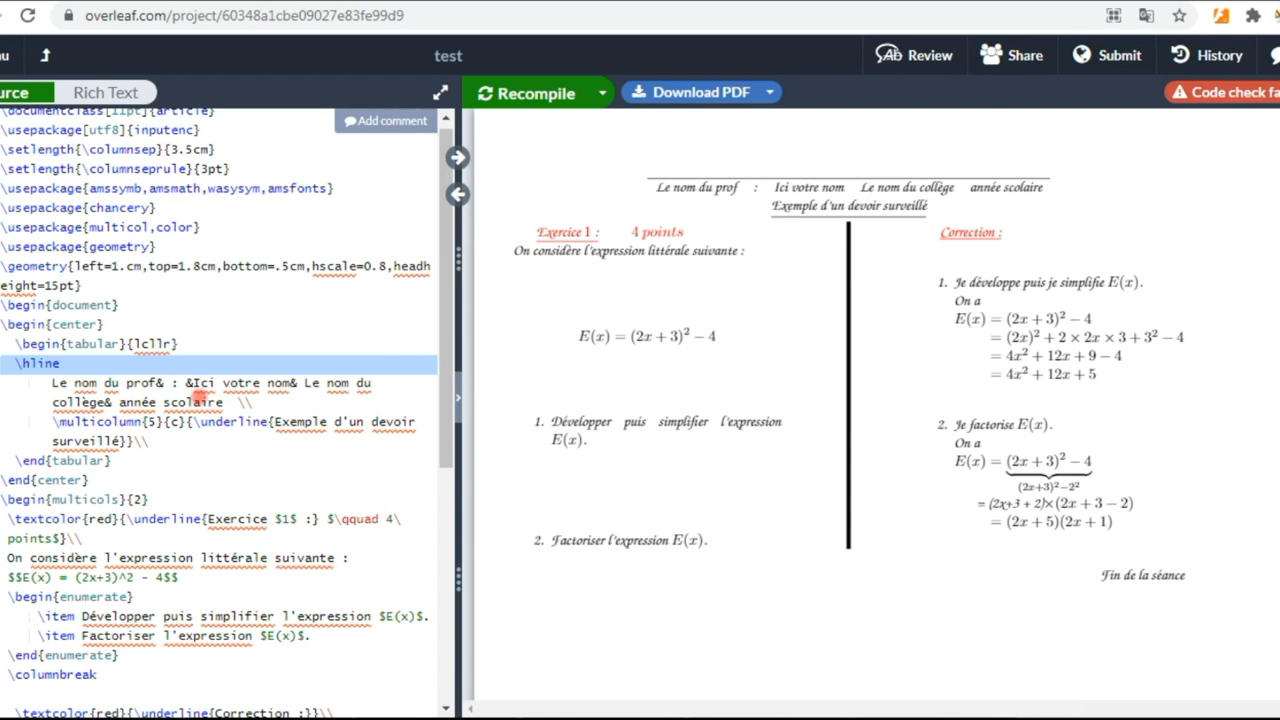 overleaf.com/project/60348a1cbe09027e83fe99d9
test
Review
Share
Submit
History
Rich Text
Recompile
Download PDF
Code check fa
Add comment
\documentclass[11pt]{article}
\usepackage[utf8]{inputenc}
\setlength{\columnsep}{3.5cm}
\setlength{\columnseprule}{3pt}
\usepackage{amssymb,amsmath,wasysym,amsfonts}
\usepackage{chancery}
\usepackage{multicol,color}
\usepackage{geometry}
\geometry{left=1.cm,top=1.8cm,bottom=.5cm,hscale=0.8,headh
eight=15pt}
\begin{document}
\begin{center}
\begin{tabular}{lcllr}
\hline
Le nom du prof& : &Ici votre nom& Le nom du
collège& année scolaire \\
\multicolumn{5}{c}{\underline{Exemple d'un devoir
surveillé}}\\
\end{tabular}
\end{center}
\begin{multicols}{2}
\textcolor{red}{\underline{Exercice $1$ :} $\qquad 4\
points$}\\
On considère l'expression littérale suivante :
$$E(x) = (2x+3)^2 - 4$$
\begin{enumerate}
\item Développer puis simplifier l'expression $E(x)$.
\item Factoriser l'expression $E(x)$.
\end{enumerate}
\columnbreak
\textcolor{red}{\underline{Correction :}}\\
Le nom du prof : Ici votre nom Le nom du collège année scolaire
Exemple d'un devoir surveillé
Exercice 1 : 4 points
On considère l'expression littérale suivante :
E(x) = (2x + 3)² − 4
1. Développer puis simplifier l'expression
E(x).
2. Factoriser l'expression E(x).
Correction :
1. Je développe puis je simplifie E(x).
On a
E(x) = (2x + 3)² − 4
= (2x)² + 2 × 2x × 3 + 3² − 4
= 4x² + 12x + 9 − 4
= 4x² + 12x + 5
2. Je factorise E(x).
On a
E(x) = (2x + 3)² − 4
(2x+3)²−2²
= (2x+3 + 2)×(2x + 3 − 2)
= (2x + 5)(2x + 1)
Fin de la séance